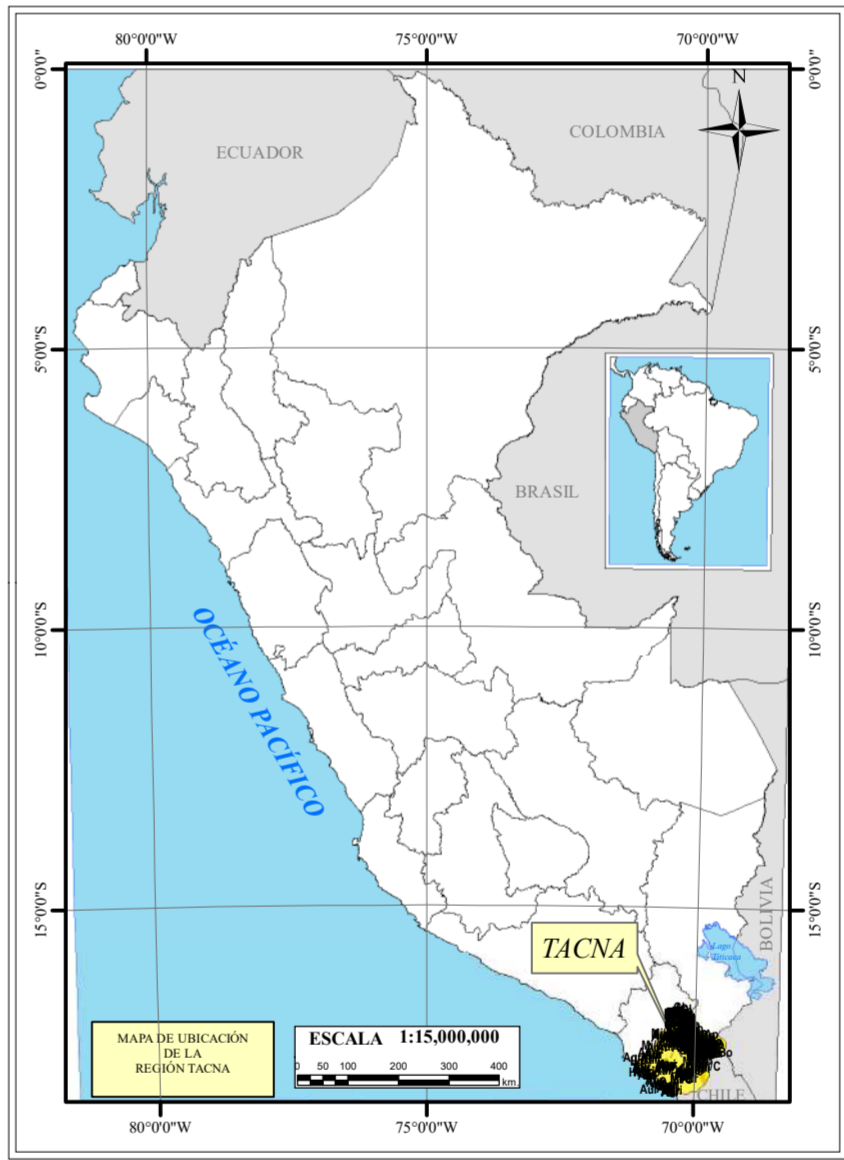 80°0'0"W
75°0'0"W
70°0'0"W
0°0'0"
0°0'0"
N
COLOMBIA
ECUADOR
5°0'0"S
5°0'0"S
BRASIL
10°0'0"S
10°0'0"S
OCÉANO PACÍFICO
15°0'0"S
15°0'0"S
BOLIVIA
TACNA
Lago
Titicaca
MAPA DE UBICACIÓN
DE LA
REGIÓN TACNA
ESCALA 1:15,000,000
0 50 100 200 300 400
km
CHILE
80°0'0"W
75°0'0"W
70°0'0"W